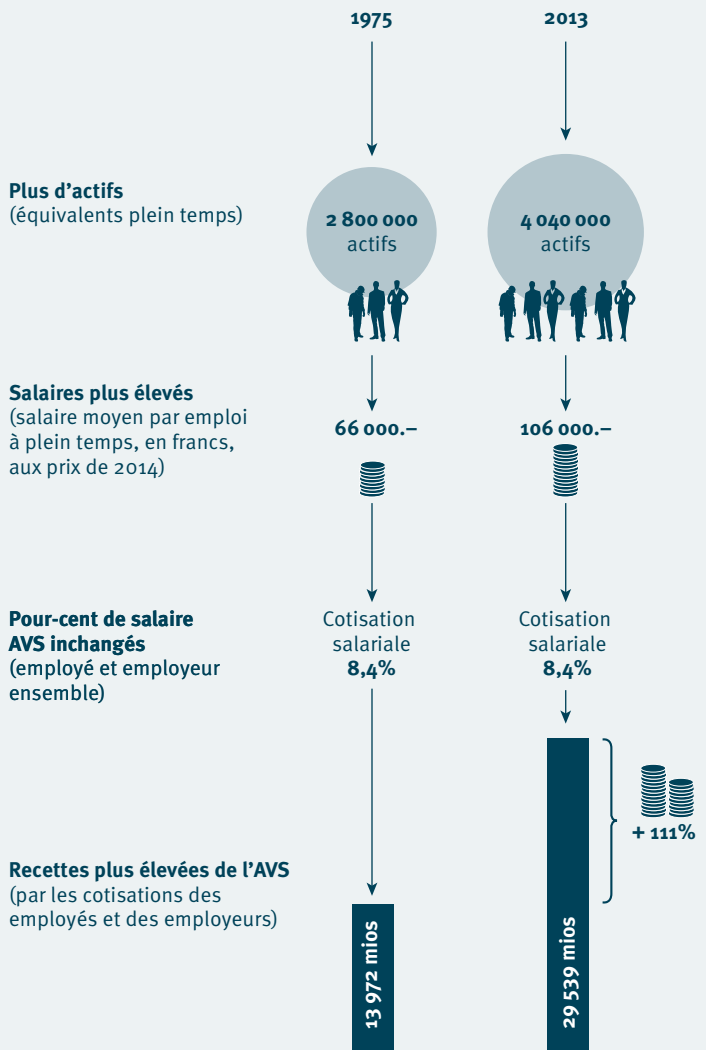 1975
2013
Plus d'actifs
(équivalents plein temps)
2 800 000
actifs
4 040 000
actifs
Salaires plus élevés
(salaire moyen par emploi
à plein temps, en francs,
aux prix de 2014)
66 000.–
106 000.–
Pour-cent de salaire
AVS inchangés
(employé et employeur
ensemble)
Cotisation
salariale
8,4%
Cotisation
salariale
8,4%
+ 111%
Recettes plus élevées de l'AVS
(par les cotisations des
employés et des employeurs)
13 972 mios
29 539 mios